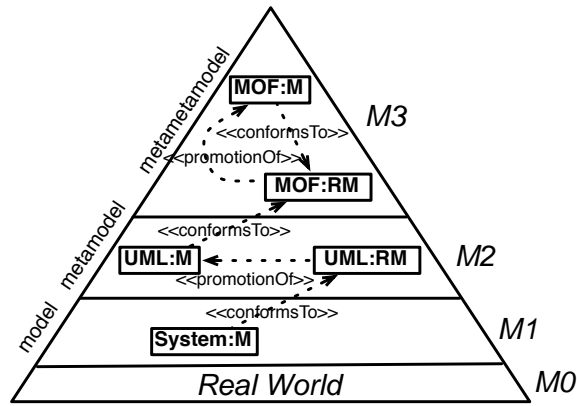 MOF:M
metametamodel
M3
<<conformsTo>>
<<promotionOf>>
MOF:RM
metamodel
<<conformsTo>>
UML:M
UML:RM
M2
<<promotionOf>>
model
<<conformsTo>>
M1
System:M
Real World
M0